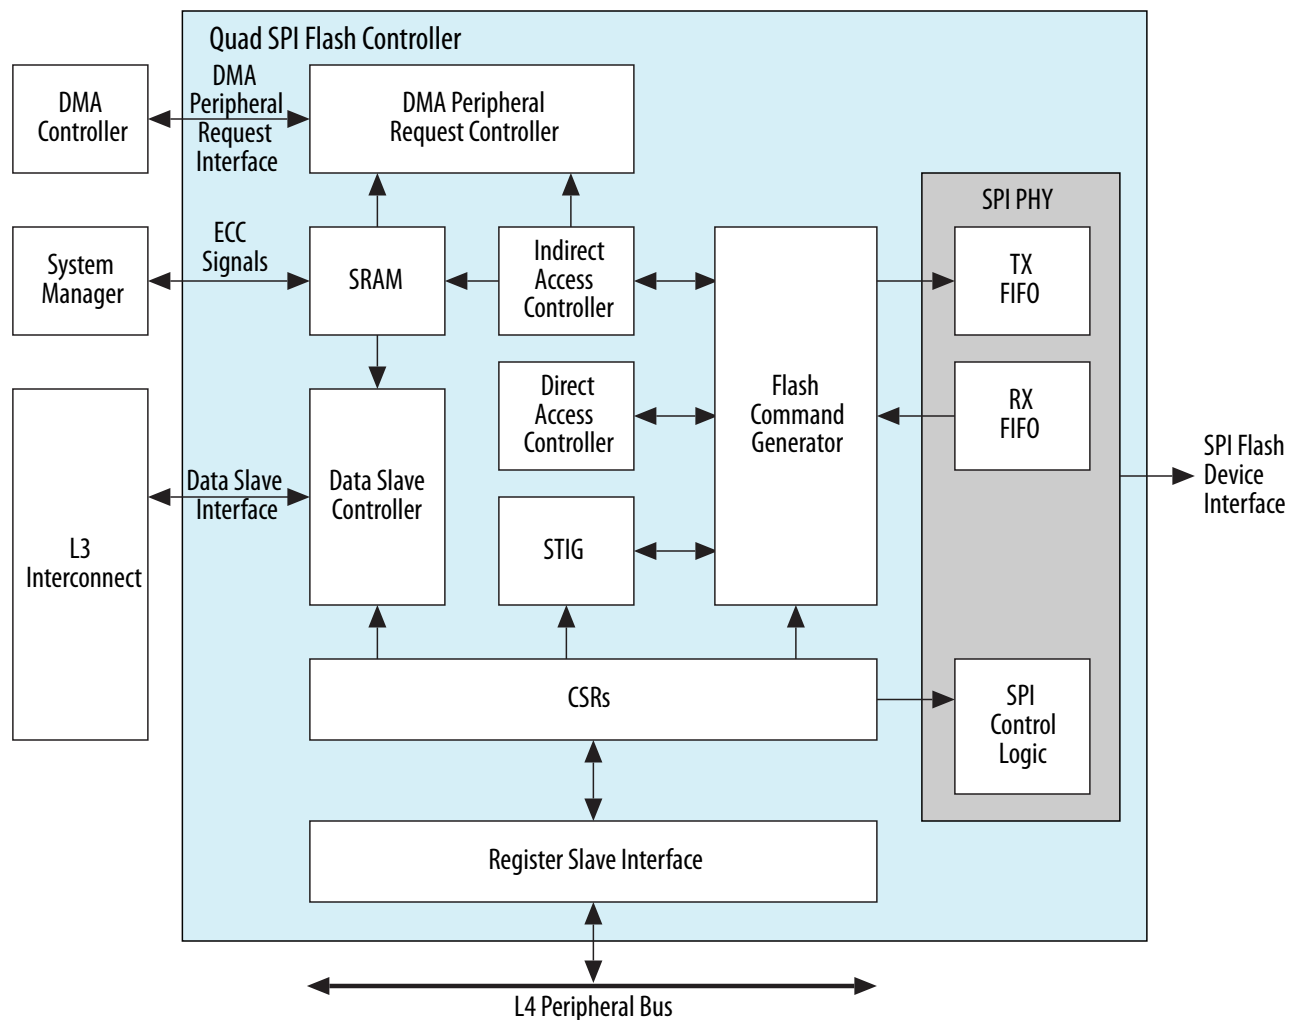 Quad SPI Flash Controller
DMA
Controller
DMA
Peripheral
Request
Interface
DMA Peripheral
Request Controller
SPI PHY
System
Manager
ECC
Signals
SRAM
Indirect
Access
Controller
TX
FIFO
Direct
Access
Controller
Flash
Command
Generator
RX
FIFO
SPI Flash
Device
Interface
L3
Interconnect
Data Slave
Interface
Data Slave
Controller
STIG
CSRs
SPI
Control
Logic
Register Slave Interface
L4 Peripheral Bus